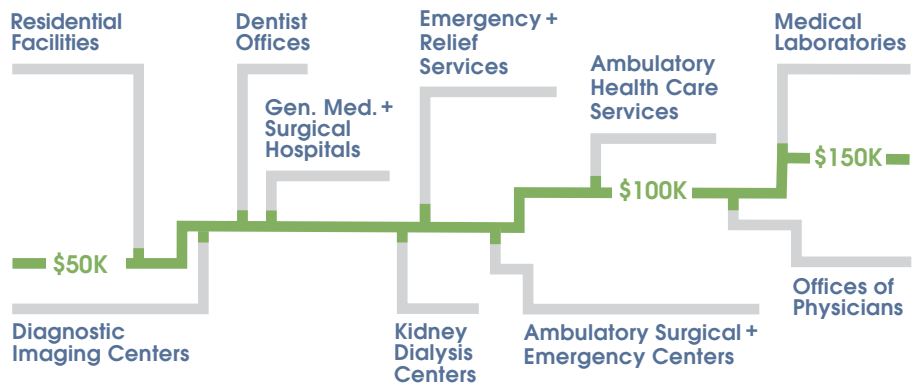 Residential
Facilities
Dentist
Offices
Gen. Med. +
Surgical
Hospitals
Emergency +
Relief
Services
Ambulatory
Health Care
Services
Medical
Laboratories
$50K
$100K
$150K
Diagnostic
Imaging Centers
Kidney
Dialysis
Centers
Ambulatory Surgical +
Emergency Centers
Offices of
Physicians